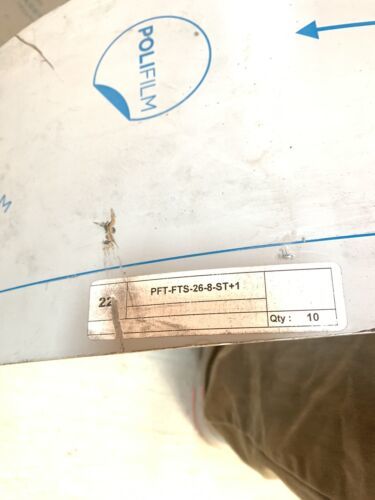 POLIFILM
PFT-FTS-26-8-ST+1
22
Qty : 10